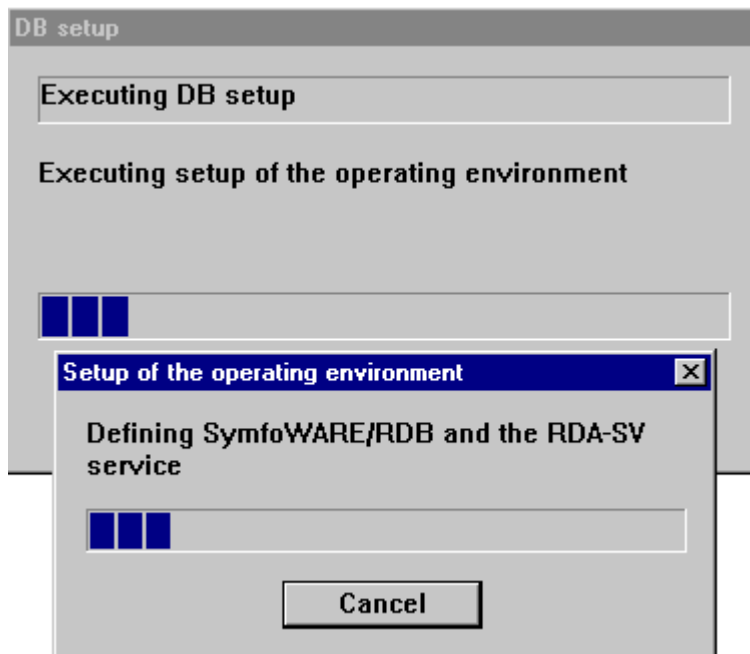 DB setup
Executing DB setup
Executing setup of the operating environment
Setup of the operating environment
Defining SymfoWARE/RDB and the RDA-SV
service
Cancel